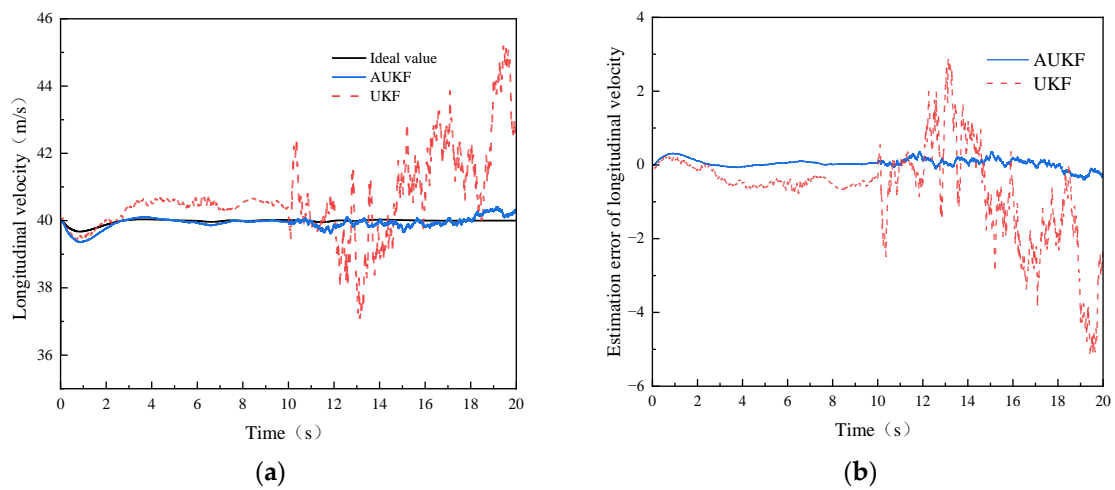 46
44
42
40
38
36
Longitudinal velocity（m/s）
Ideal value
AUKF
UKF
0 2 4 6 8 10 12 14 16 18 20
Time（s）
(a)
4
2
0
−2
−4
−6
Estimation error of longitudinal velocity
AUKF
UKF
0 2 4 6 8 10 12 14 16 18 20
Time（s）
(b)